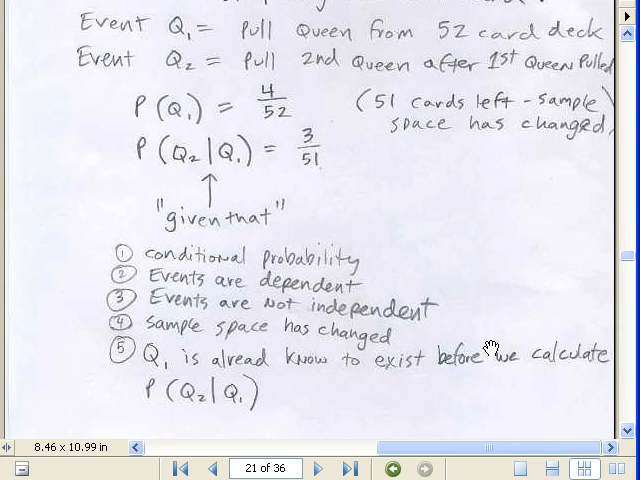 Event Q₁ = Pull Queen from 52 card deck
Event Q₂ = Pull 2nd Queen after 1st Queen Pulled
P(Q₁) = 4/52 (51 cards left - sample space has changed)
P(Q₂|Q₁) = 3/51
"given that"
① conditional probability
② Events are dependent
③ Events are Not independent
④ Sample space has changed
⑤ Q₁ is alread know to exist before we calculate
P(Q₂|Q₁)
8.46 x 10.99 in
21 of 36